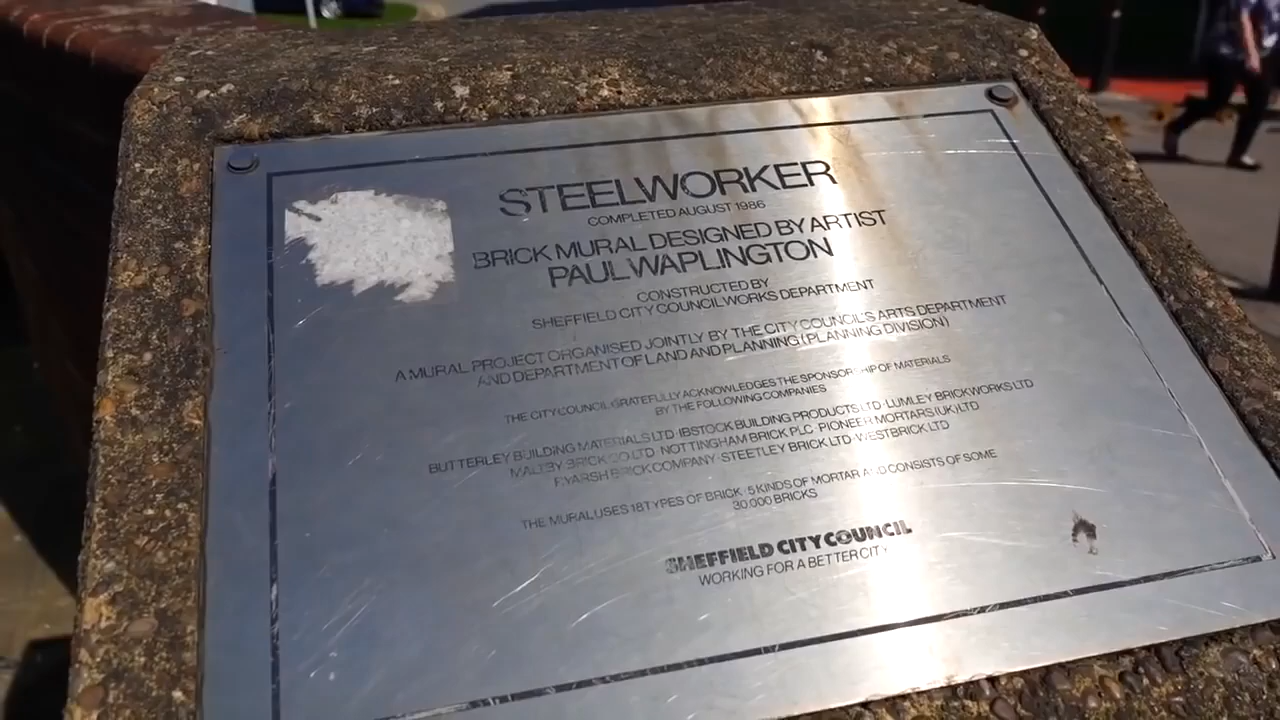 STEELWORKER
COMPLETED AUGUST 1986
BRICK MURAL DESIGNED BY ARTIST
PAUL WAPLINGTON
CONSTRUCTED BY
SHEFFIELD CITY COUNCIL WORKS DEPARTMENT
A MURAL PROJECT ORGANISED JOINTLY BY THE CITY COUNCIL'S ARTS DEPARTMENT
AND DEPARTMENT OF LAND AND PLANNING (PLANNING DIVISION)
THE CITY COUNCIL GRATEFULLY ACKNOWLEDGES THE SPONSORSHIP OF MATERIALS
BY THE FOLLOWING COMPANIES
BUTTERLEY BUILDING MATERIALS LTD · IBSTOCK BUILDING PRODUCTS LTD · LUMLEY BRICKWORKS LTD
MALTBY BRICK CO LTD · NOTTINGHAM BRICK PLC · PIONEER MORTARS (UK) LTD
RYARSH BRICK COMPANY · STEETLEY BRICK LTD · WESTBRICK LTD
THE MURAL USES 18 TYPES OF BRICK · 5 KINDS OF MORTAR AND CONSISTS OF SOME
30,000 BRICKS
SHEFFIELD CITY COUNCIL
WORKING FOR A BETTER CITY